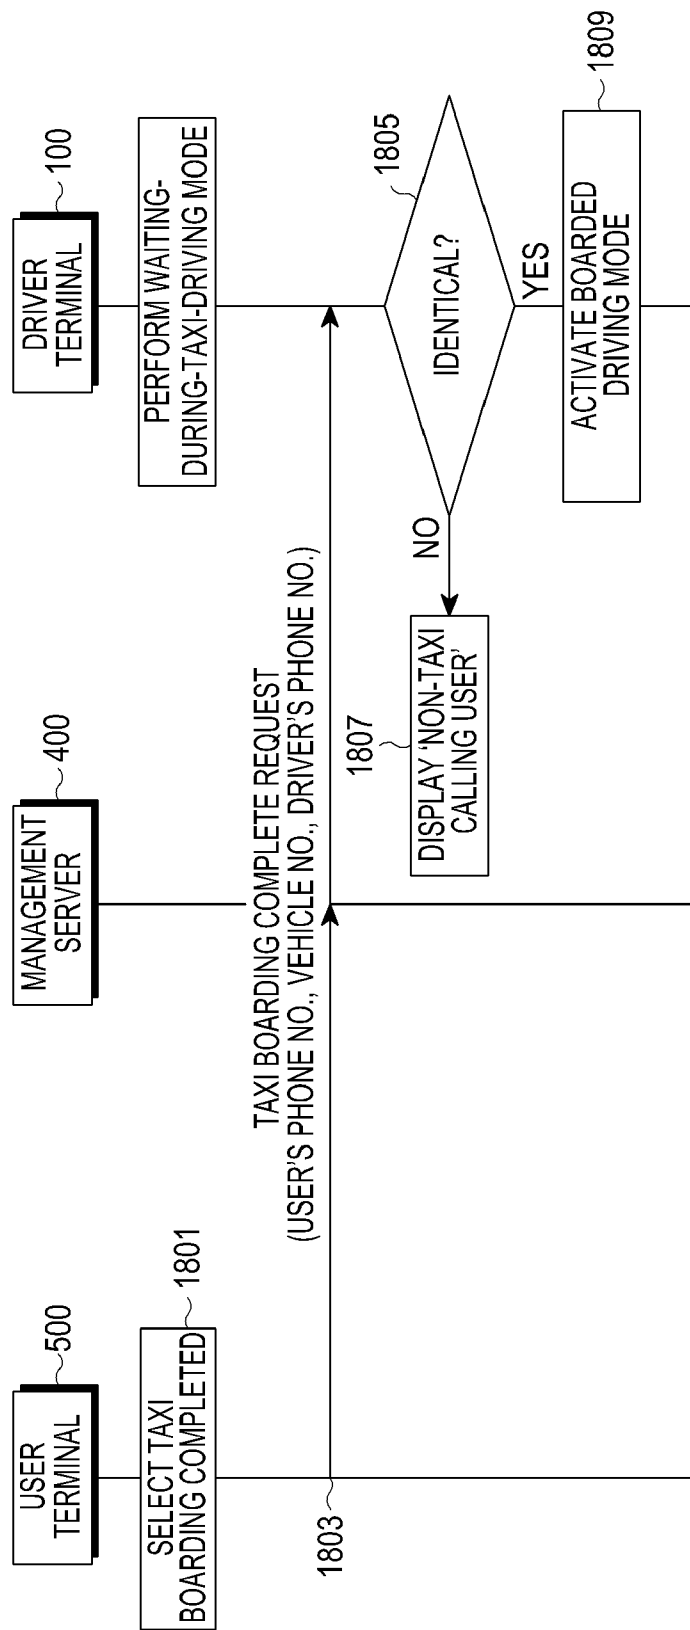 USER
TERMINAL
500
MANAGEMENT
SERVER
400
DRIVER
TERMINAL
100
SELECT TAXI
BOARDING COMPLETED
1801
PERFORM WAITING-
DURING-TAXI-DRIVING MODE
TAXI BOARDING COMPLETE REQUEST
(USER'S PHONE NO., VEHICLE NO., DRIVER'S PHONE NO.)
1803
IDENTICAL?
1805
NO
YES
DISPLAY 'NON-TAXI
CALLING USER'
1807
ACTIVATE BOARDED
DRIVING MODE
1809